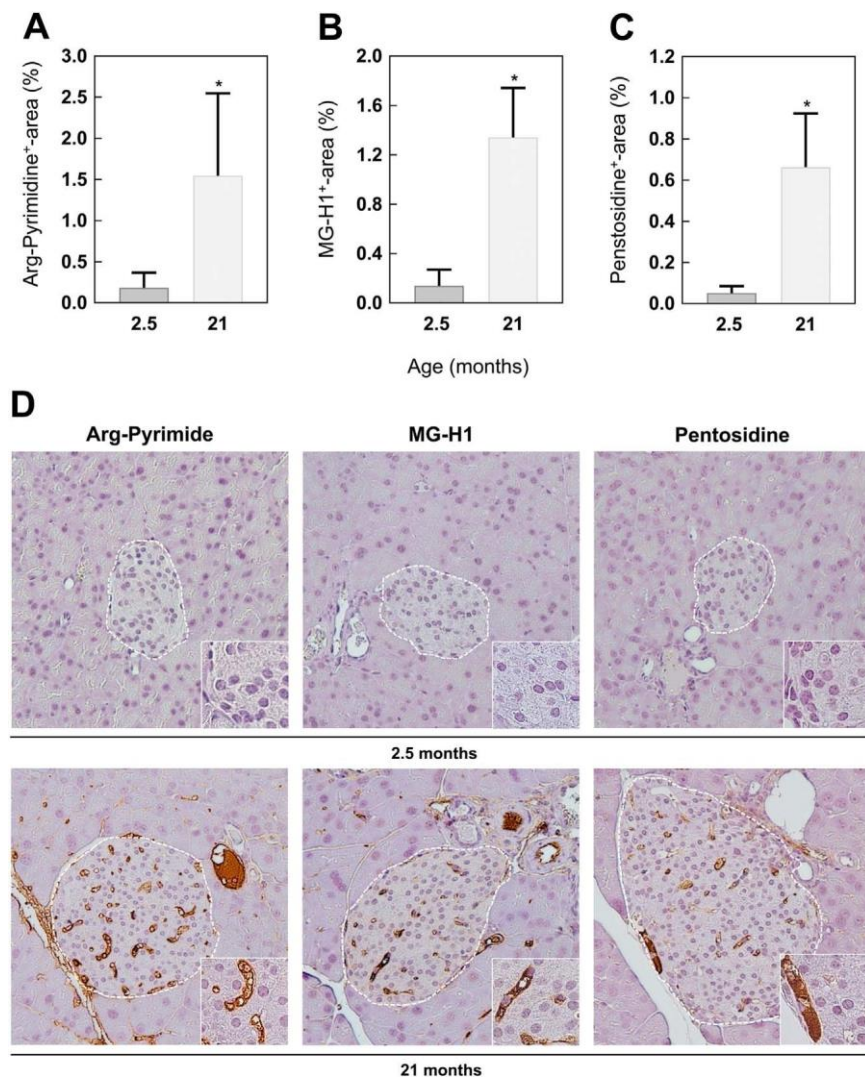 A
B
C
Arg-Pyrimidine⁺-area (%)
3.0
2.5
2.0
1.5
1.0
0.5
0.0
*
2.5
21
MG-H1⁺-area (%)
2.0
1.6
1.2
0.8
0.4
0.0
*
2.5
21
Penstosidine⁺-area (%)
1.2
1.0
0.8
0.6
0.4
0.2
0.0
*
2.5
21
Age (months)
D
Arg-Pyrimide
MG-H1
Pentosidine
2.5 months
21 months